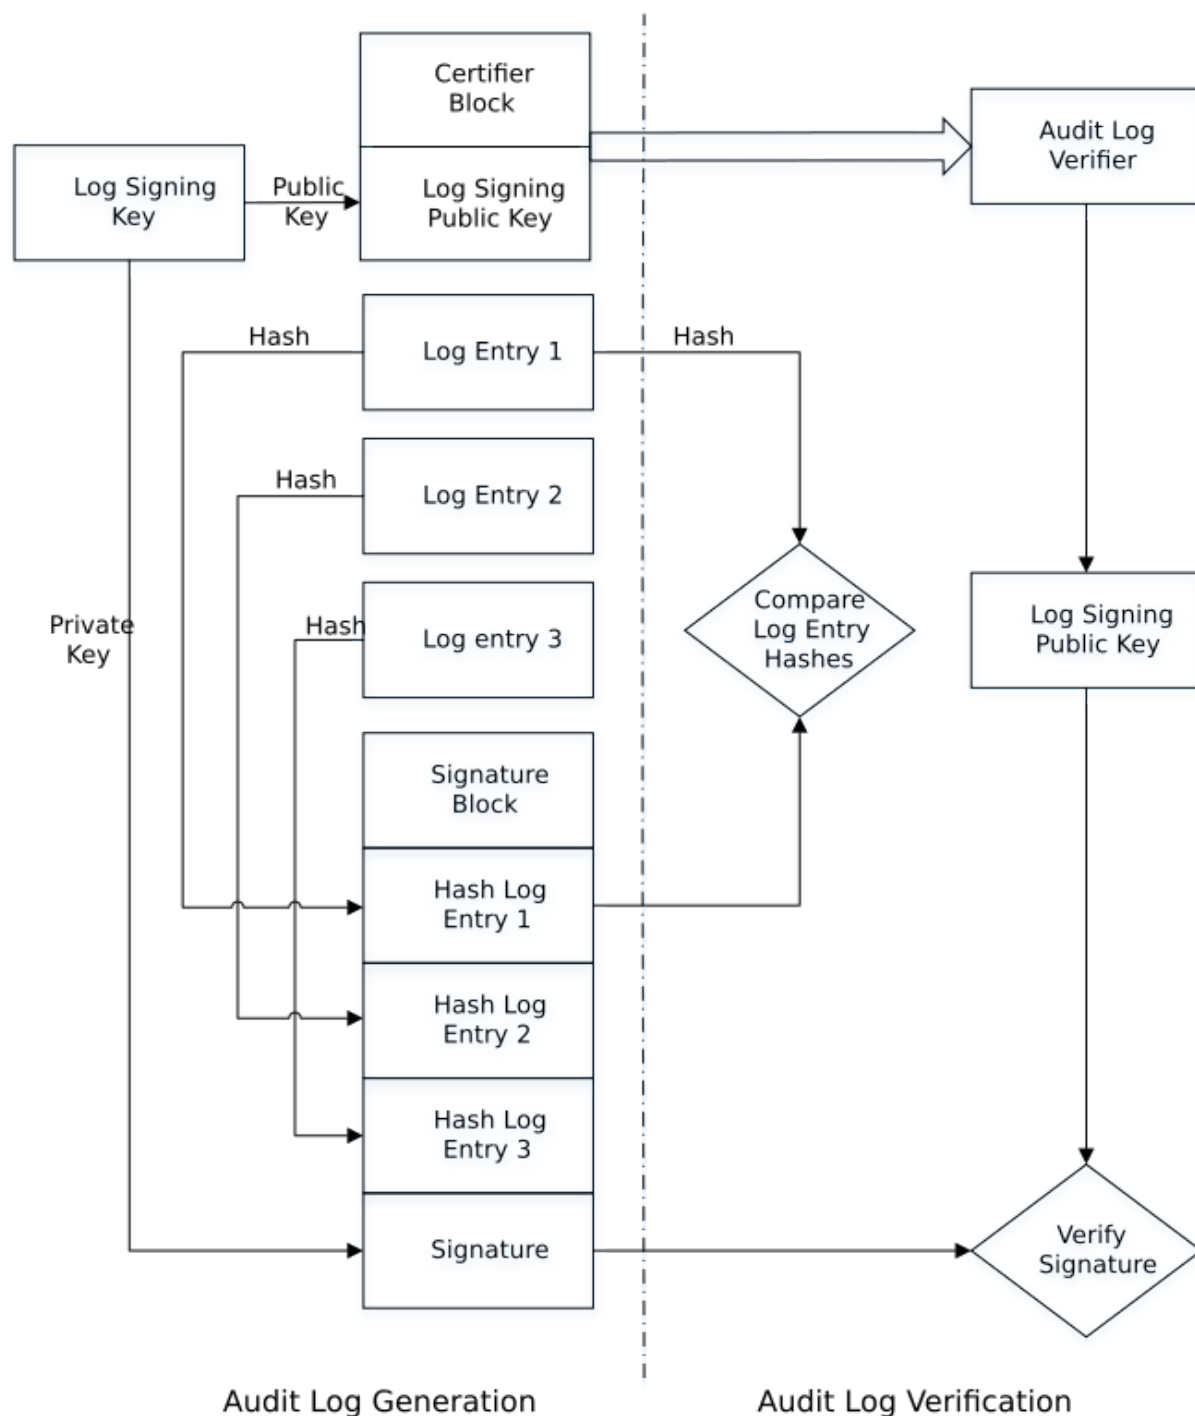 Certifier
Block
Audit Log
Verifier
Log Signing
Key
Public
Key
Log Signing
Public Key
Hash
Log Entry 1
Hash
Hash
Log Entry 2
Compare
Log Entry
Hashes
Private
Key
Hash
Log entry 3
Log Signing
Public Key
Signature
Block
Hash Log
Entry 1
Hash Log
Entry 2
Hash Log
Entry 3
Signature
Verify
Signature
Audit Log Generation
Audit Log Verification